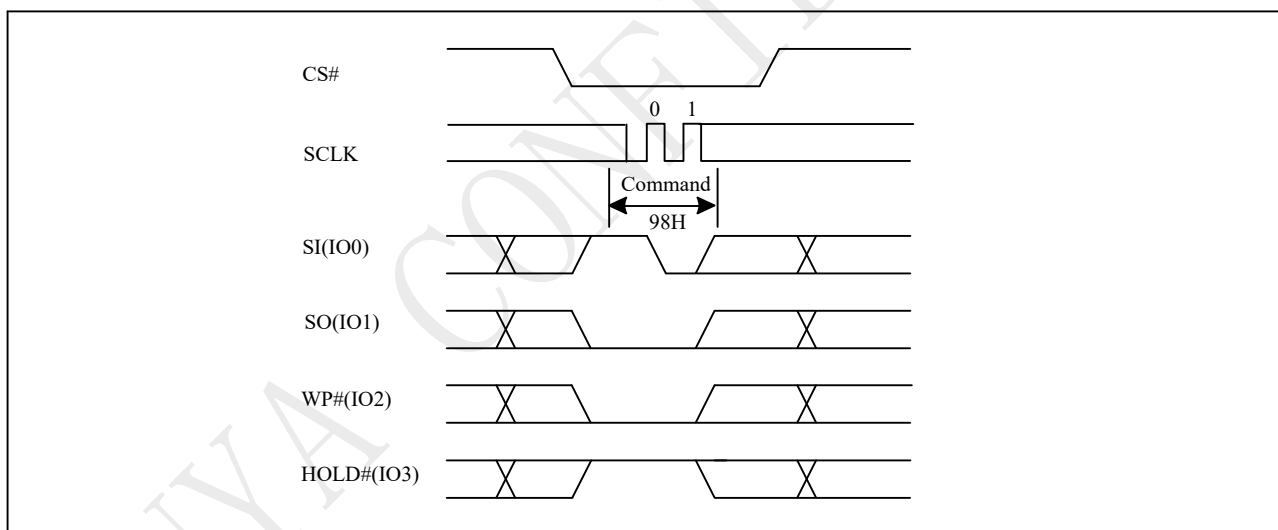 CS#
0 1
SCLK
Command
98H
SI(IO0)
SO(IO1)
WP#(IO2)
HOLD#(IO3)